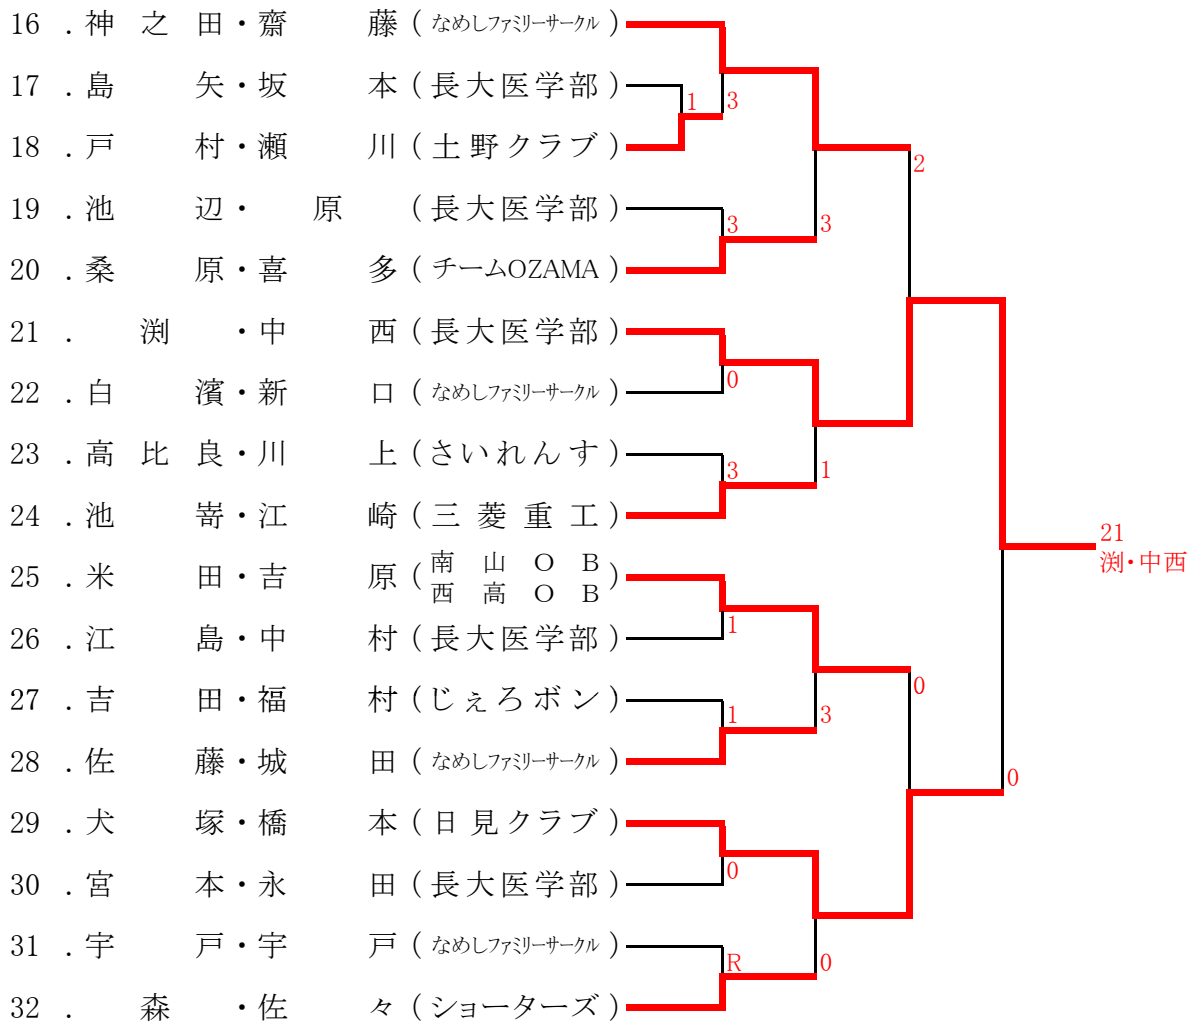 16 . 神之田・齋藤 ( なめしファミリーサークル )
17 . 島矢・坂本 ( 長大医学部 )
1
3
18 . 戸村・瀬川 ( 土野クラブ )
2
19 . 池辺・原 ( 長大医学部 )
3
3
20 . 桑原・喜多 ( チームOZAMA )
21 . 渕・中西 ( 長大医学部 )
0
22 . 白濱・新口 ( なめしファミリーサークル )
23 . 高比良・川上 ( さいれんす )
3
1
24 . 池嵜・江崎 ( 三菱重工 )
21
渕・中西
25 . 米田・吉原 ( 南山OB
西高OB )
1
26 . 江島・中村 ( 長大医学部 )
0
27 . 吉田・福村 ( じぇろボン )
1
3
28 . 佐藤・城田 ( なめしファミリーサークル )
0
29 . 犬塚・橋本 ( 日見クラブ )
0
30 . 宮本・永田 ( 長大医学部 )
31 . 宇戸・宇戸 ( なめしファミリーサークル )
R
0
32 . 森・佐々 ( ショーターズ )